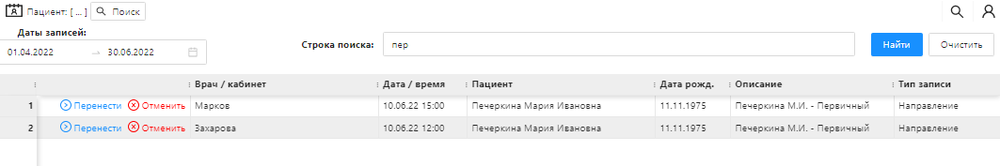 Пациент: [ ... ] Поиск
Даты записей:
01.04.2022 → 30.06.2022
Строка поиска: пер Найти Очистить
Врач / кабинет Дата / время Пациент Дата рожд. Описание Тип записи
1 Перенести Отменить Марков 10.06.22 15:00 Печеркина Мария Ивановна 11.11.1975 Печеркина М.И. - Первичный Направление
2 Перенести Отменить Захарова 10.06.22 12:00 Печеркина Мария Ивановна 11.11.1975 Печеркина М.И. - Первичный Направление